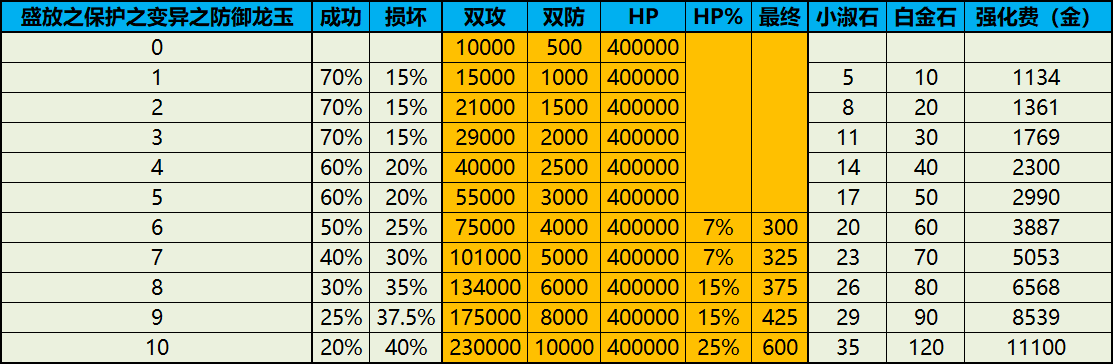 盛放之保护之变异之防御龙玉 成功 损坏 双攻 双防 HP HP% 最终 小淑石 白金石 强化费（金）
0 10000 500 400000
1 70% 15% 15000 1000 400000 5 10 1134
2 70% 15% 21000 1500 400000 8 20 1361
3 70% 15% 29000 2000 400000 11 30 1769
4 60% 20% 40000 2500 400000 14 40 2300
5 60% 20% 55000 3000 400000 17 50 2990
6 50% 25% 75000 4000 400000 7% 300 20 60 3887
7 40% 30% 101000 5000 400000 7% 325 23 70 5053
8 30% 35% 134000 6000 400000 15% 375 26 80 6568
9 25% 37.5% 175000 8000 400000 15% 425 29 90 8539
10 20% 40% 230000 10000 400000 25% 600 35 120 11100